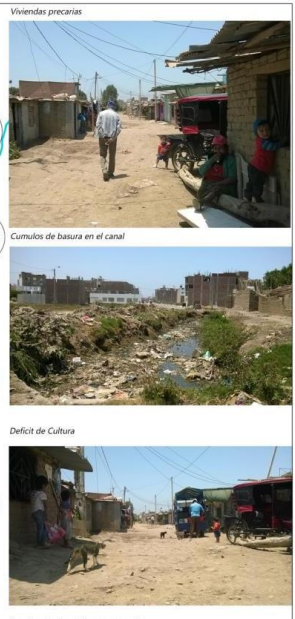 Viviendas precarias
Cumulos de basura en el canal
Deficit de Cultura